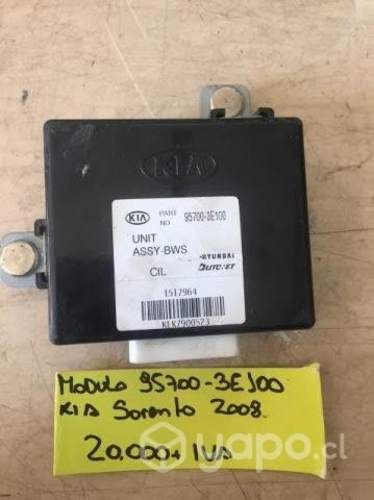 KIA
KIA PART NO 95700-3E100
UNIT
ASSY-BWS
HYUNDAI
CIL AUTONET
1517964
KLK7900523
MODULO 95700-3E100
KIA Sorento 2008.
20.000+ IVA
yapo.cl